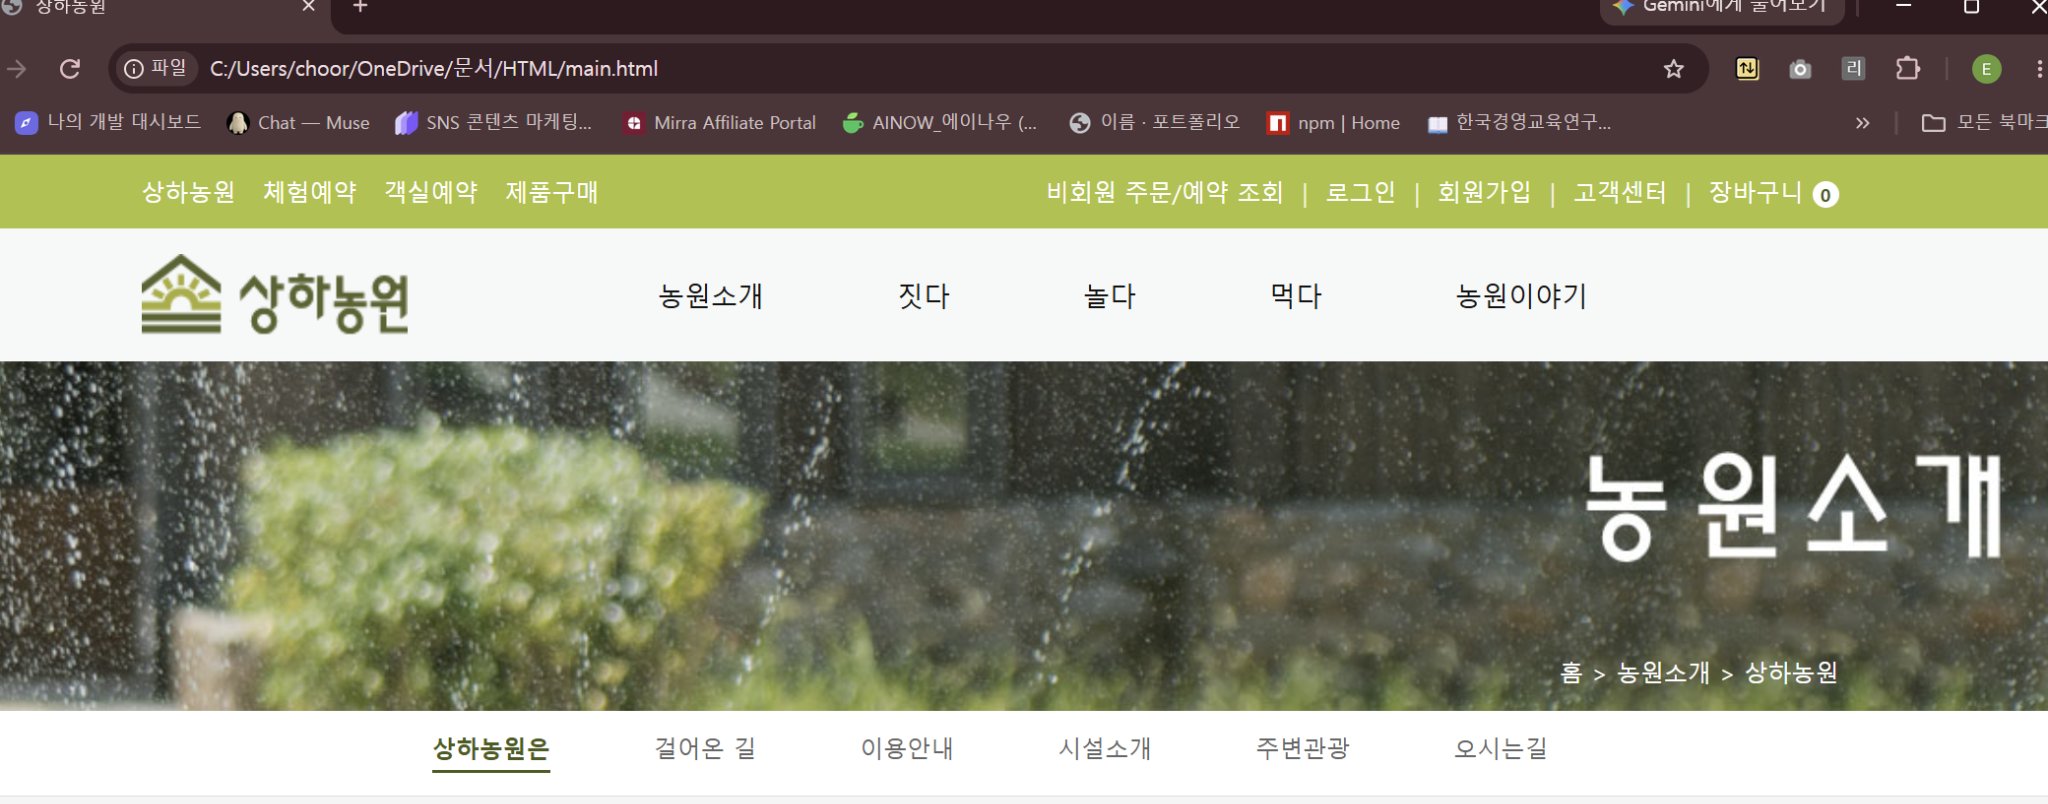 상하농원
Gemini에게 물어보기
파일 C:/Users/choor/OneDrive/문서/HTML/main.html 리 E
나의 개발 대시보드 Chat — Muse SNS 콘텐츠 마케팅... Mirra Affiliate Portal AINOW_에이나우 (... 이름 · 포트폴리오 npm | Home 한국경영교육연구... » 모든 북마크
상하농원 체험예약 객실예약 제품구매 비회원 주문/예약 조회 | 로그인 | 회원가입 | 고객센터 | 장바구니 0
상하농원 농원소개 짓다 놀다 먹다 농원이야기
농원소개
홈 > 농원소개 > 상하농원
상하농원은 걸어온 길 이용안내 시설소개 주변관광 오시는길